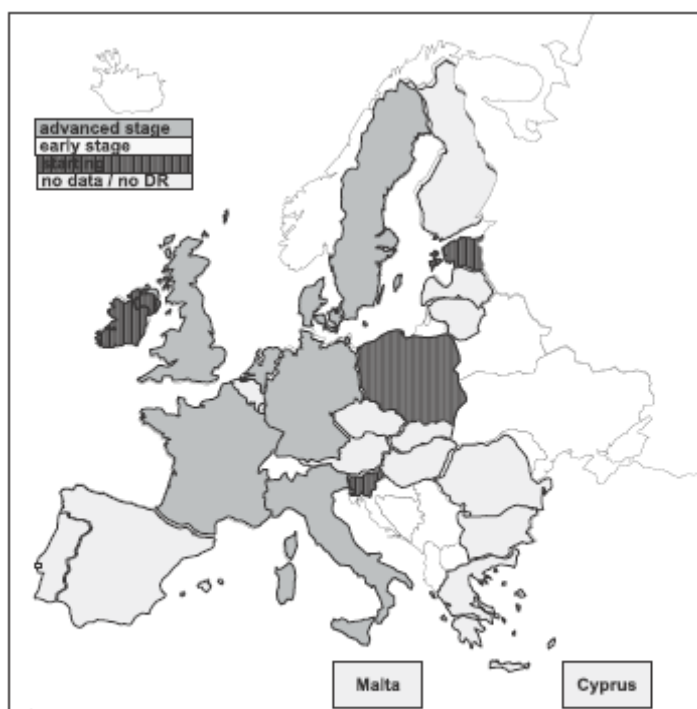 advanced stage
early stage
starting
no data / no DR
Malta
Cyprus